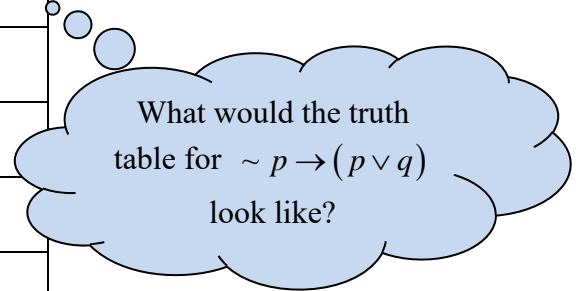 What would the truth
table for ~ p → ( p ∨ q )
look like?